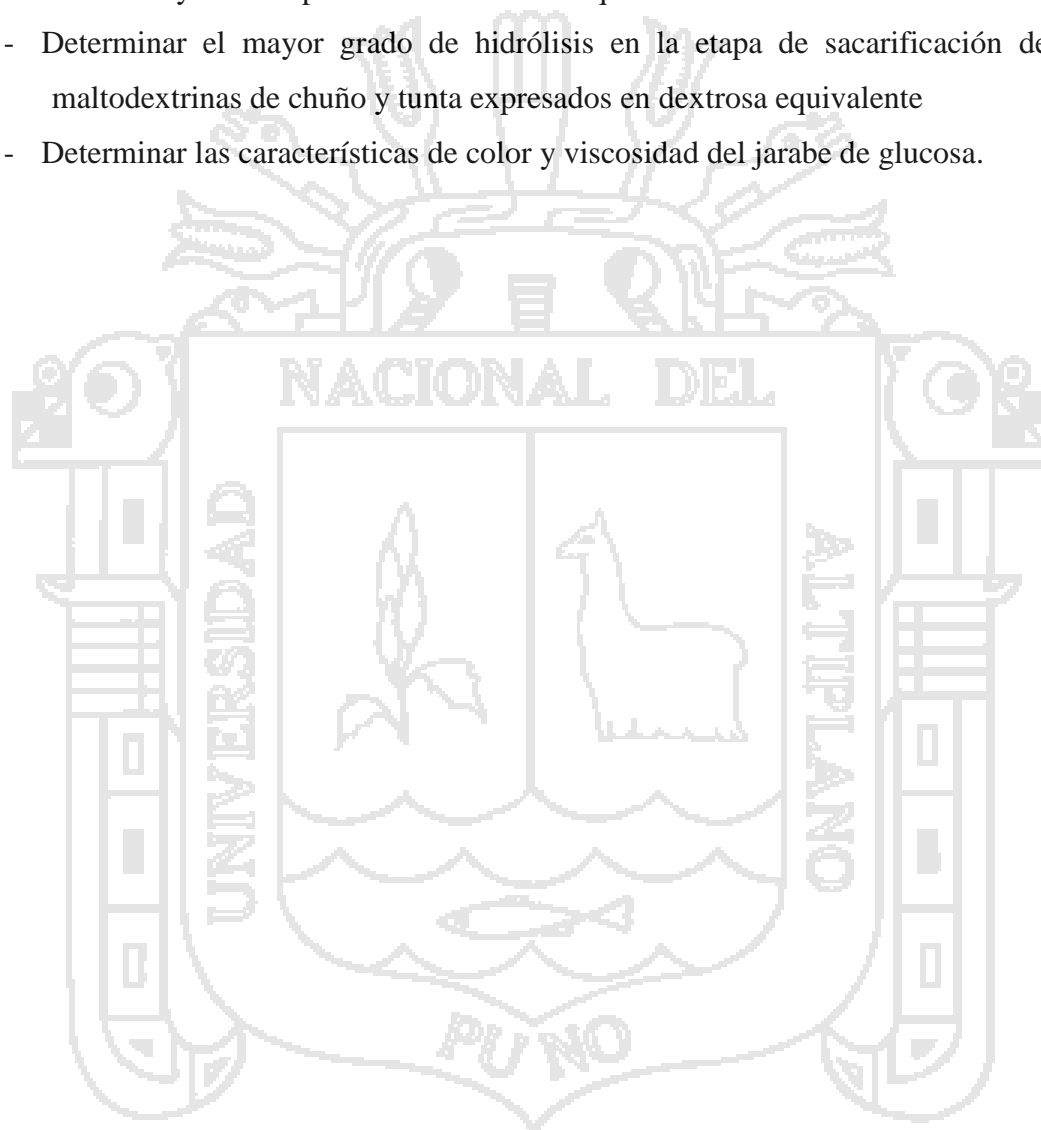 - Determinar el mayor grado de hidrólisis en la etapa de sacarificación de
maltodextrinas de chuño y tunta expresados en dextrosa equivalente
- Determinar las características de color y viscosidad del jarabe de glucosa.
NACIONAL DEL
UNIVERSIDAD
ALTIPLANO
PUNO